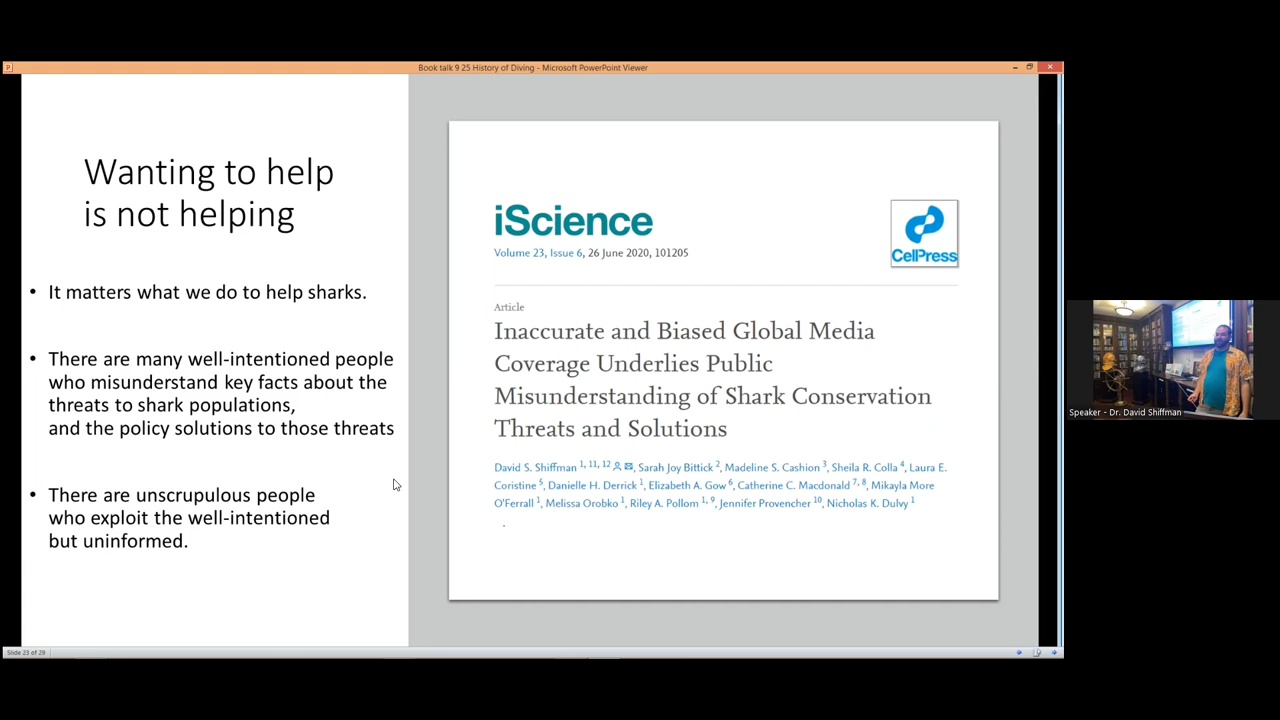 Book talk 9 25 History of Diving - Microsoft PowerPoint Viewer
Wanting to help
is not helping
• It matters what we do to help sharks.
• There are many well-intentioned people
who misunderstand key facts about the
threats to shark populations,
and the policy solutions to those threats
• There are unscrupulous people
who exploit the well-intentioned
but uninformed.
iScience
CellPress
Volume 23, Issue 6, 26 June 2020, 101205
Article
Inaccurate and Biased Global Media
Coverage Underlies Public
Misunderstanding of Shark Conservation
Threats and Solutions
David S. Shiffman 1, 11, 12, Sarah Joy Bittick 2, Madeline S. Cashion 3, Sheila R. Colla 4, Laura E.
Coristine 5, Danielle H. Derrick 1, Elizabeth A. Gow 6, Catherine C. Macdonald 7, 8, Mikayla More
O'Ferrall 1, Melissa Orobko 1, Riley A. Pollom 1, 9, Jennifer Provencher 10, Nicholas K. Dulvy 1
.
Speaker - Dr. David Shiffman
Slide 23 of 29